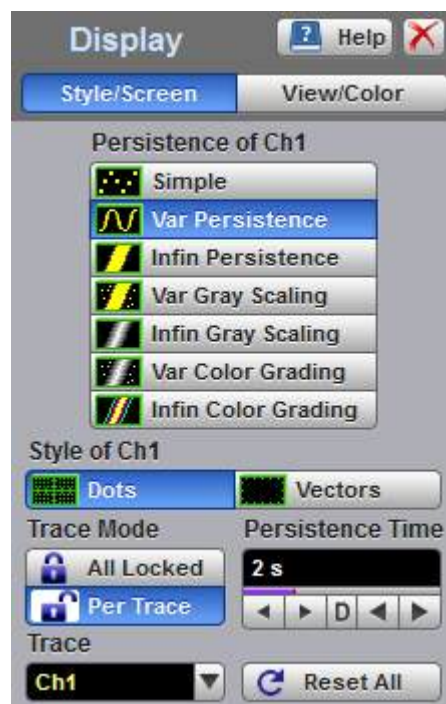 Display
? Help
Style/Screen View/Color
Persistence of Ch1
Simple
Var Persistence
Infin Persistence
Var Gray Scaling
Infin Gray Scaling
Var Color Grading
Infin Color Grading
Style of Ch1
Dots Vectors
Trace Mode
All Locked
Per Trace
Persistence Time
2 s
D
Trace
Ch1
Reset All